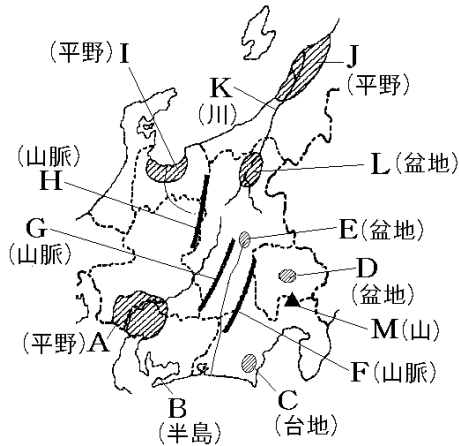 (平野) I
J
(平野)
K
(川)
(山脈)
H
L (盆地)
G
(山脈)
E (盆地)
D
(盆地)
(平野) A
M (山)
F (山脈)
B
(半島)
C
(台地)